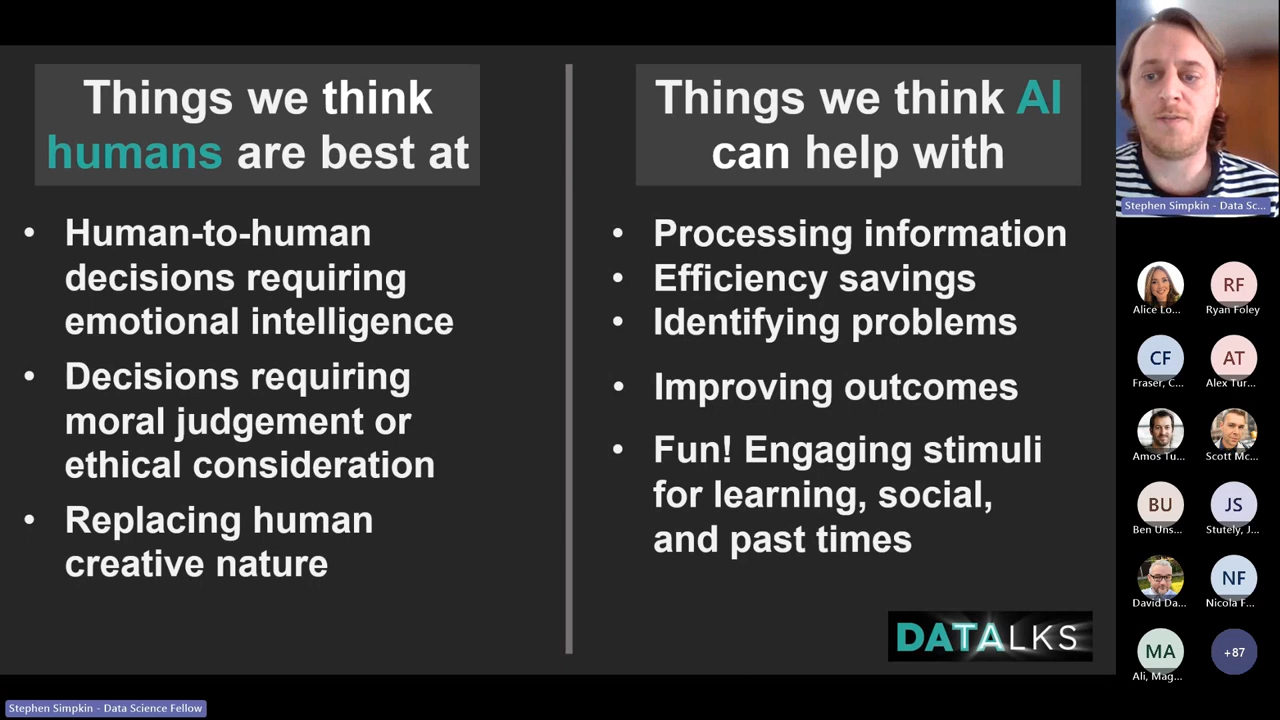 Things we think
humans are best at
• Human-to-human
decisions requiring
emotional intelligence
• Decisions requiring
moral judgement or
ethical consideration
• Replacing human
creative nature
Things we think AI
can help with
• Processing information
• Efficiency savings
• Identifying problems
• Improving outcomes
• Fun! Engaging stimuli
for learning, social,
and past times
DATALKS
Stephen Simpkin - Data Sc...
Alice Lo...
RF
Ryan Foley
CF
Fraser, C...
AT
Alex Tur...
Amos Tu...
Scott Mc...
BU
Ben Uns...
JS
Stutely, J...
David Da...
NF
Nicola F...
MA
Ali, Mag...
+87
Stephen Simpkin - Data Science Fellow